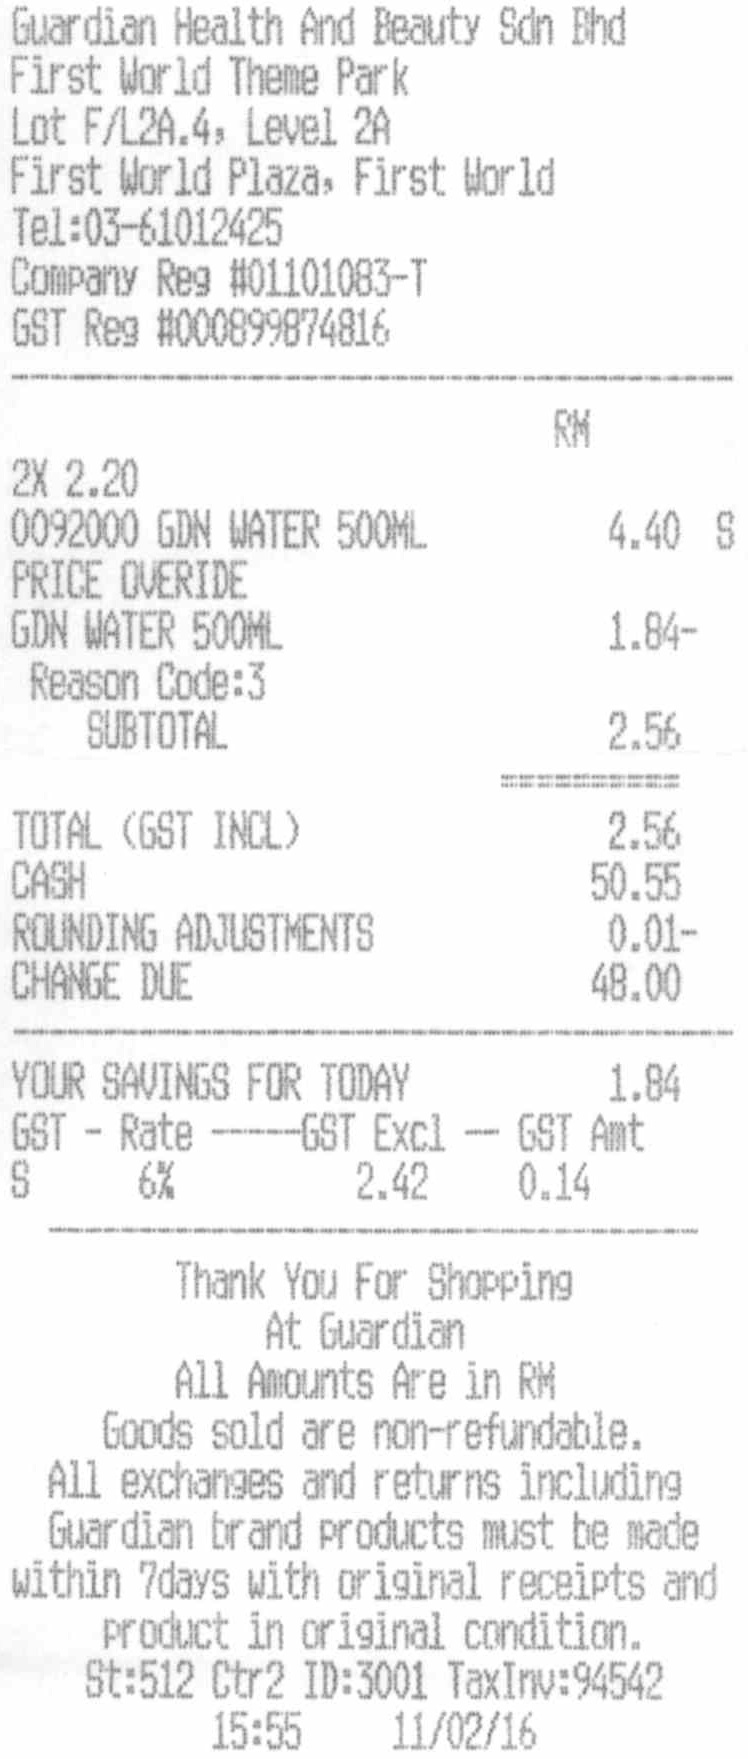 Guardian Health And Beauty Sdn Bhd
First World Theme Park
Lot F/L2A.4, Level 2A
First World Plaza, First World
Tel:03-61012425
Company Reg #01101083-T
GST Reg #000899874816
RM
2X 2.20
0092000 GDN WATER 500ML 4.40 S
PRICE OVERIDE
GDN WATER 500ML 1.84-
Reason Code:3
SUBTOTAL 2.56
TOTAL (GST INCL) 2.56
CASH 50.55
ROUNDING ADJUSTMENTS 0.01-
CHANGE DUE 48.00
YOUR SAVINGS FOR TODAY 1.84
GST - Rate -----GST Excl -- GST Amt
S 6% 2.42 0.14
Thank You For Shopping
At Guardian
All Amounts Are in RM
Goods sold are non-refundable.
All exchanges and returns including
Guardian brand products must be made
within 7days with original receipts and
product in original condition.
St:512 Ctr2 ID:3001 TaxInv:94542
15:55 11/02/16